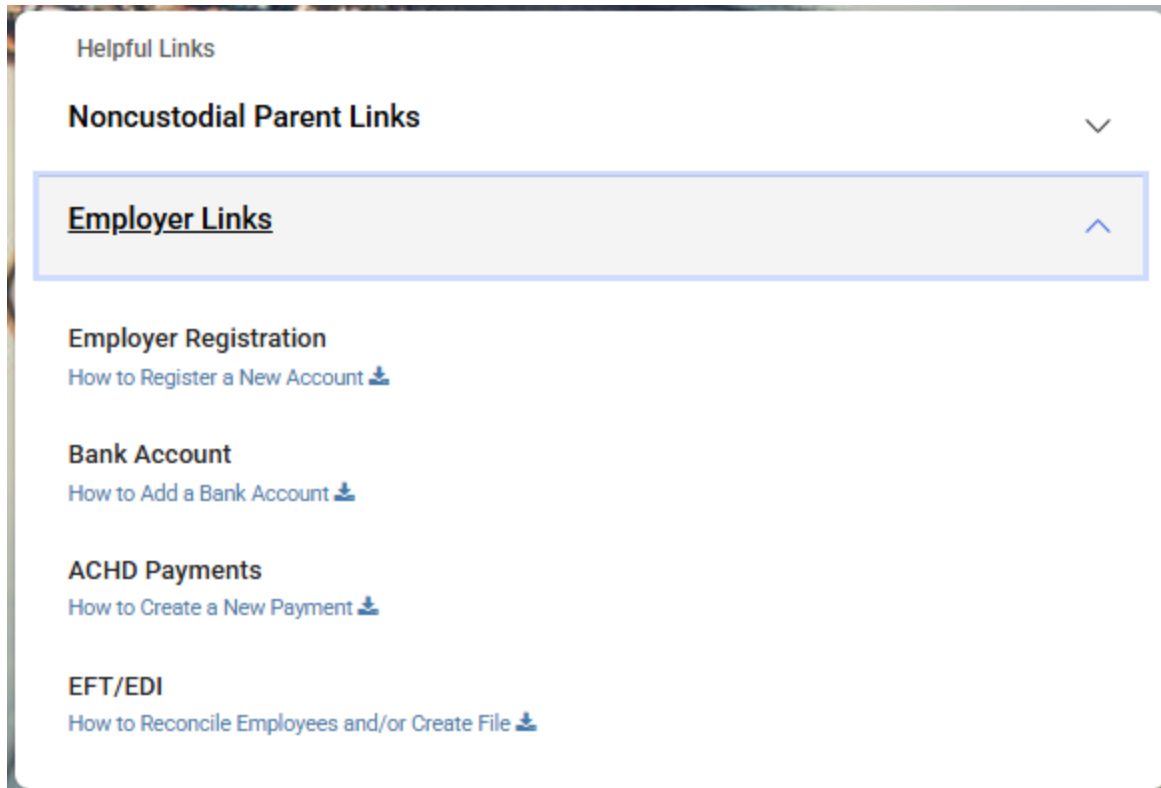 Helpful Links
Noncustodial Parent Links
Employer Links
Employer Registration
How to Register a New Account
Bank Account
How to Add a Bank Account
ACHD Payments
How to Create a New Payment
EFT/EDI
How to Reconcile Employees and/or Create File